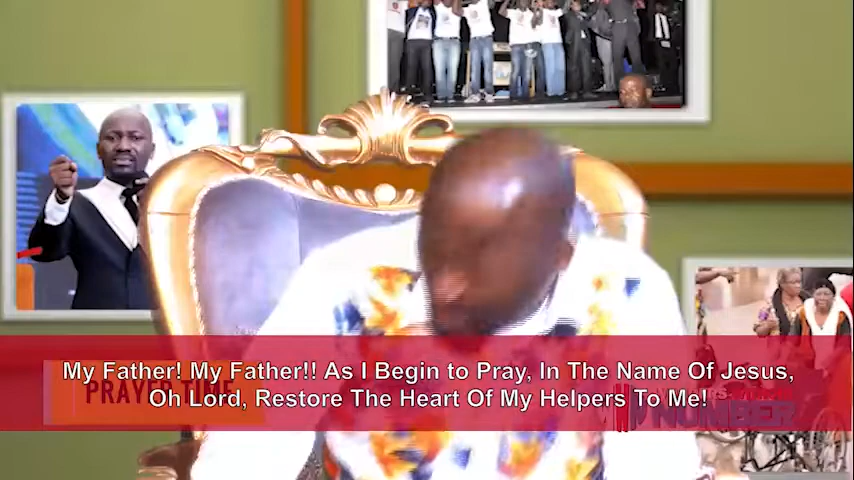 My Father! My Father!! As I Begin to Pray, In The Name Of Jesus,
PRAYER TIME
Oh Lord, Restore The Heart Of My Helpers To Me!
NUMBER